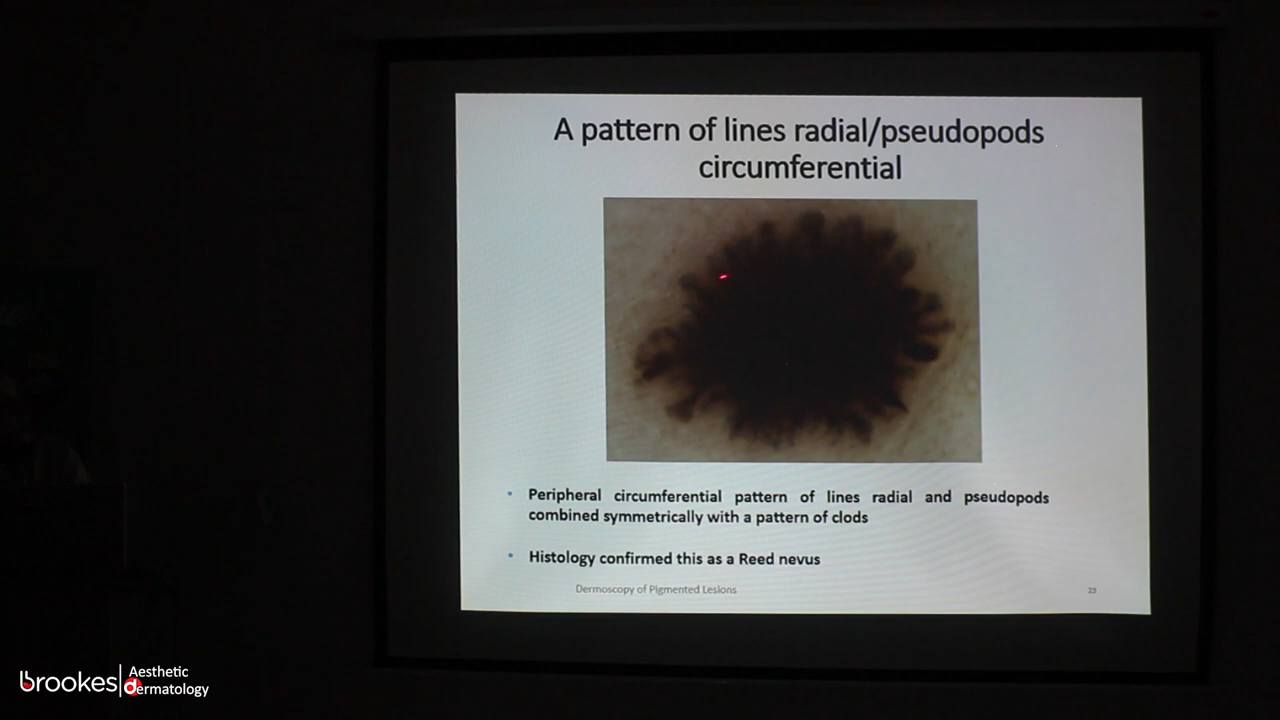 A pattern of lines radial/pseudopods
circumferential
Peripheral circumferential pattern of lines radial and pseudopods
combined symmetrically with a pattern of clods
Histology confirmed this as a Reed nevus
Dermoscopy of Pigmented Lesions
23
brookes Aesthetic
dermatology